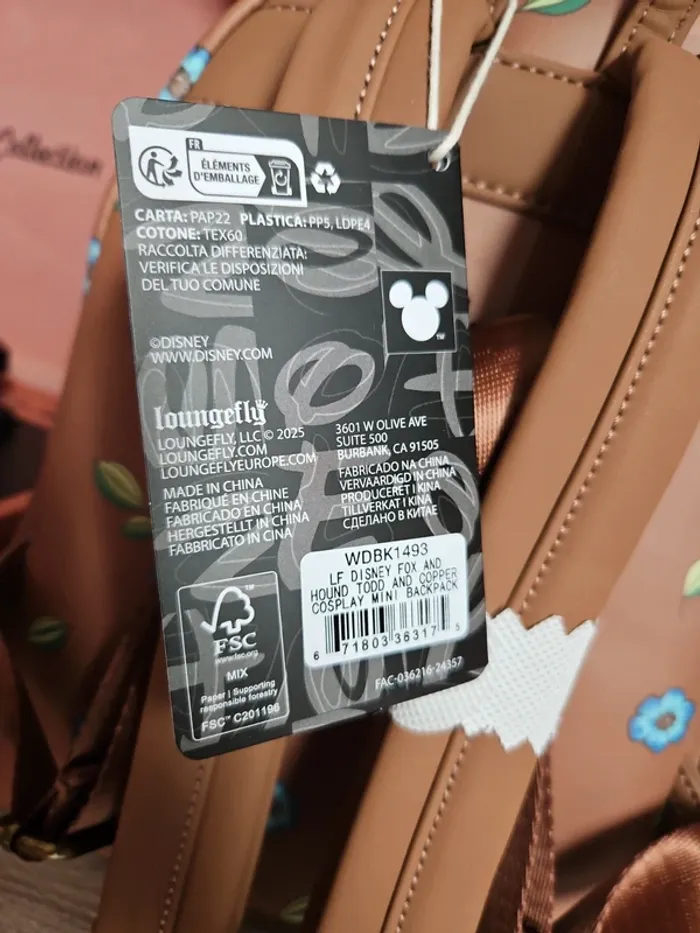 Collection
FR
ÉLÉMENTS
D'EMBALLAGE
CARTA: PAP22 PLASTICA: PP5, LDPE4
COTONE: TEX60
RACCOLTA DIFFERENZIATA:
VERIFICA LE DISPOSIZIONI
DEL TUO COMUNE
©DISNEY
WWW.DISNEY.COM
TM
loungefly
LOUNGEFLY, LLC © 2025
LOUNGEFLY.COM
LOUNGEFLYEUROPE.COM
3601 W OLIVE AVE
SUITE 500
BURBANK, CA 91505
MADE IN CHINA
FABRIQUÉ EN CHINE
FABRICADO EN CHINA
HERGESTELLT IN CHINA
FABBRICATO IN CINA
FABRICADO NA CHINA
VERVAARDIGD IN CHINA
PRODUCERET I KINA
TILLVERKAT I KINA
СДЕЛАНО В КИТАЕ
WDBK1493
LF DISNEY FOX AND
HOUND TODD AND COPPER
COSPLAY MINI BACKPACK
6 71803 36317 5
FAC-036216-24357
TM
FSC
www.fsc.org
MIX
Paper | Supporting
responsible forestry
FSC™ C201196